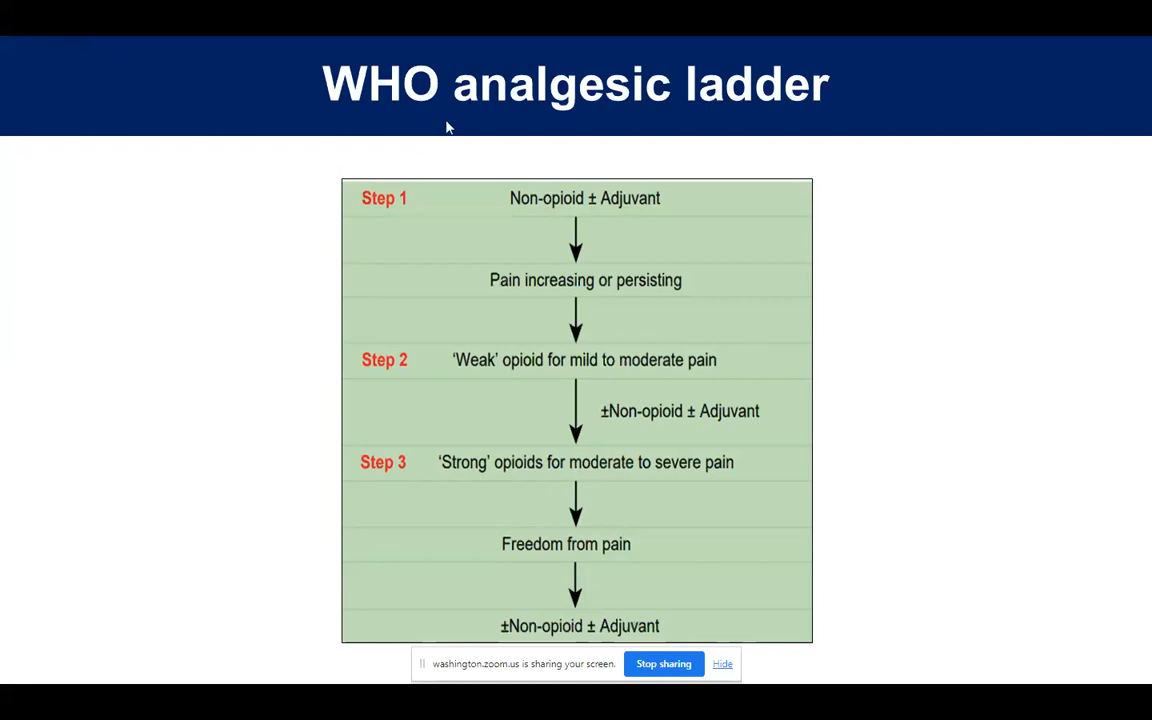 WHO analgesic ladder
Step 1 Non-opioid ± Adjuvant
Pain increasing or persisting
Step 2 ‘Weak’ opioid for mild to moderate pain
±Non-opioid ± Adjuvant
Step 3 ‘Strong’ opioids for moderate to severe pain
Freedom from pain
±Non-opioid ± Adjuvant
washington.zoom.us is sharing your screen. Stop sharing Hide